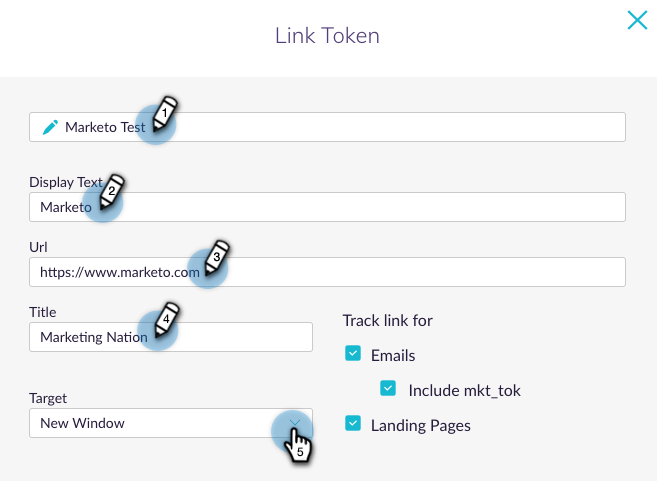 Link Token
Marketo Test
1
Display Text
2
Marketo
Url
3
https://www.marketo.com
Title
4
Marketing Nation
Track link for
Emails
Include mkt_tok
Target
New Window
5
Landing Pages